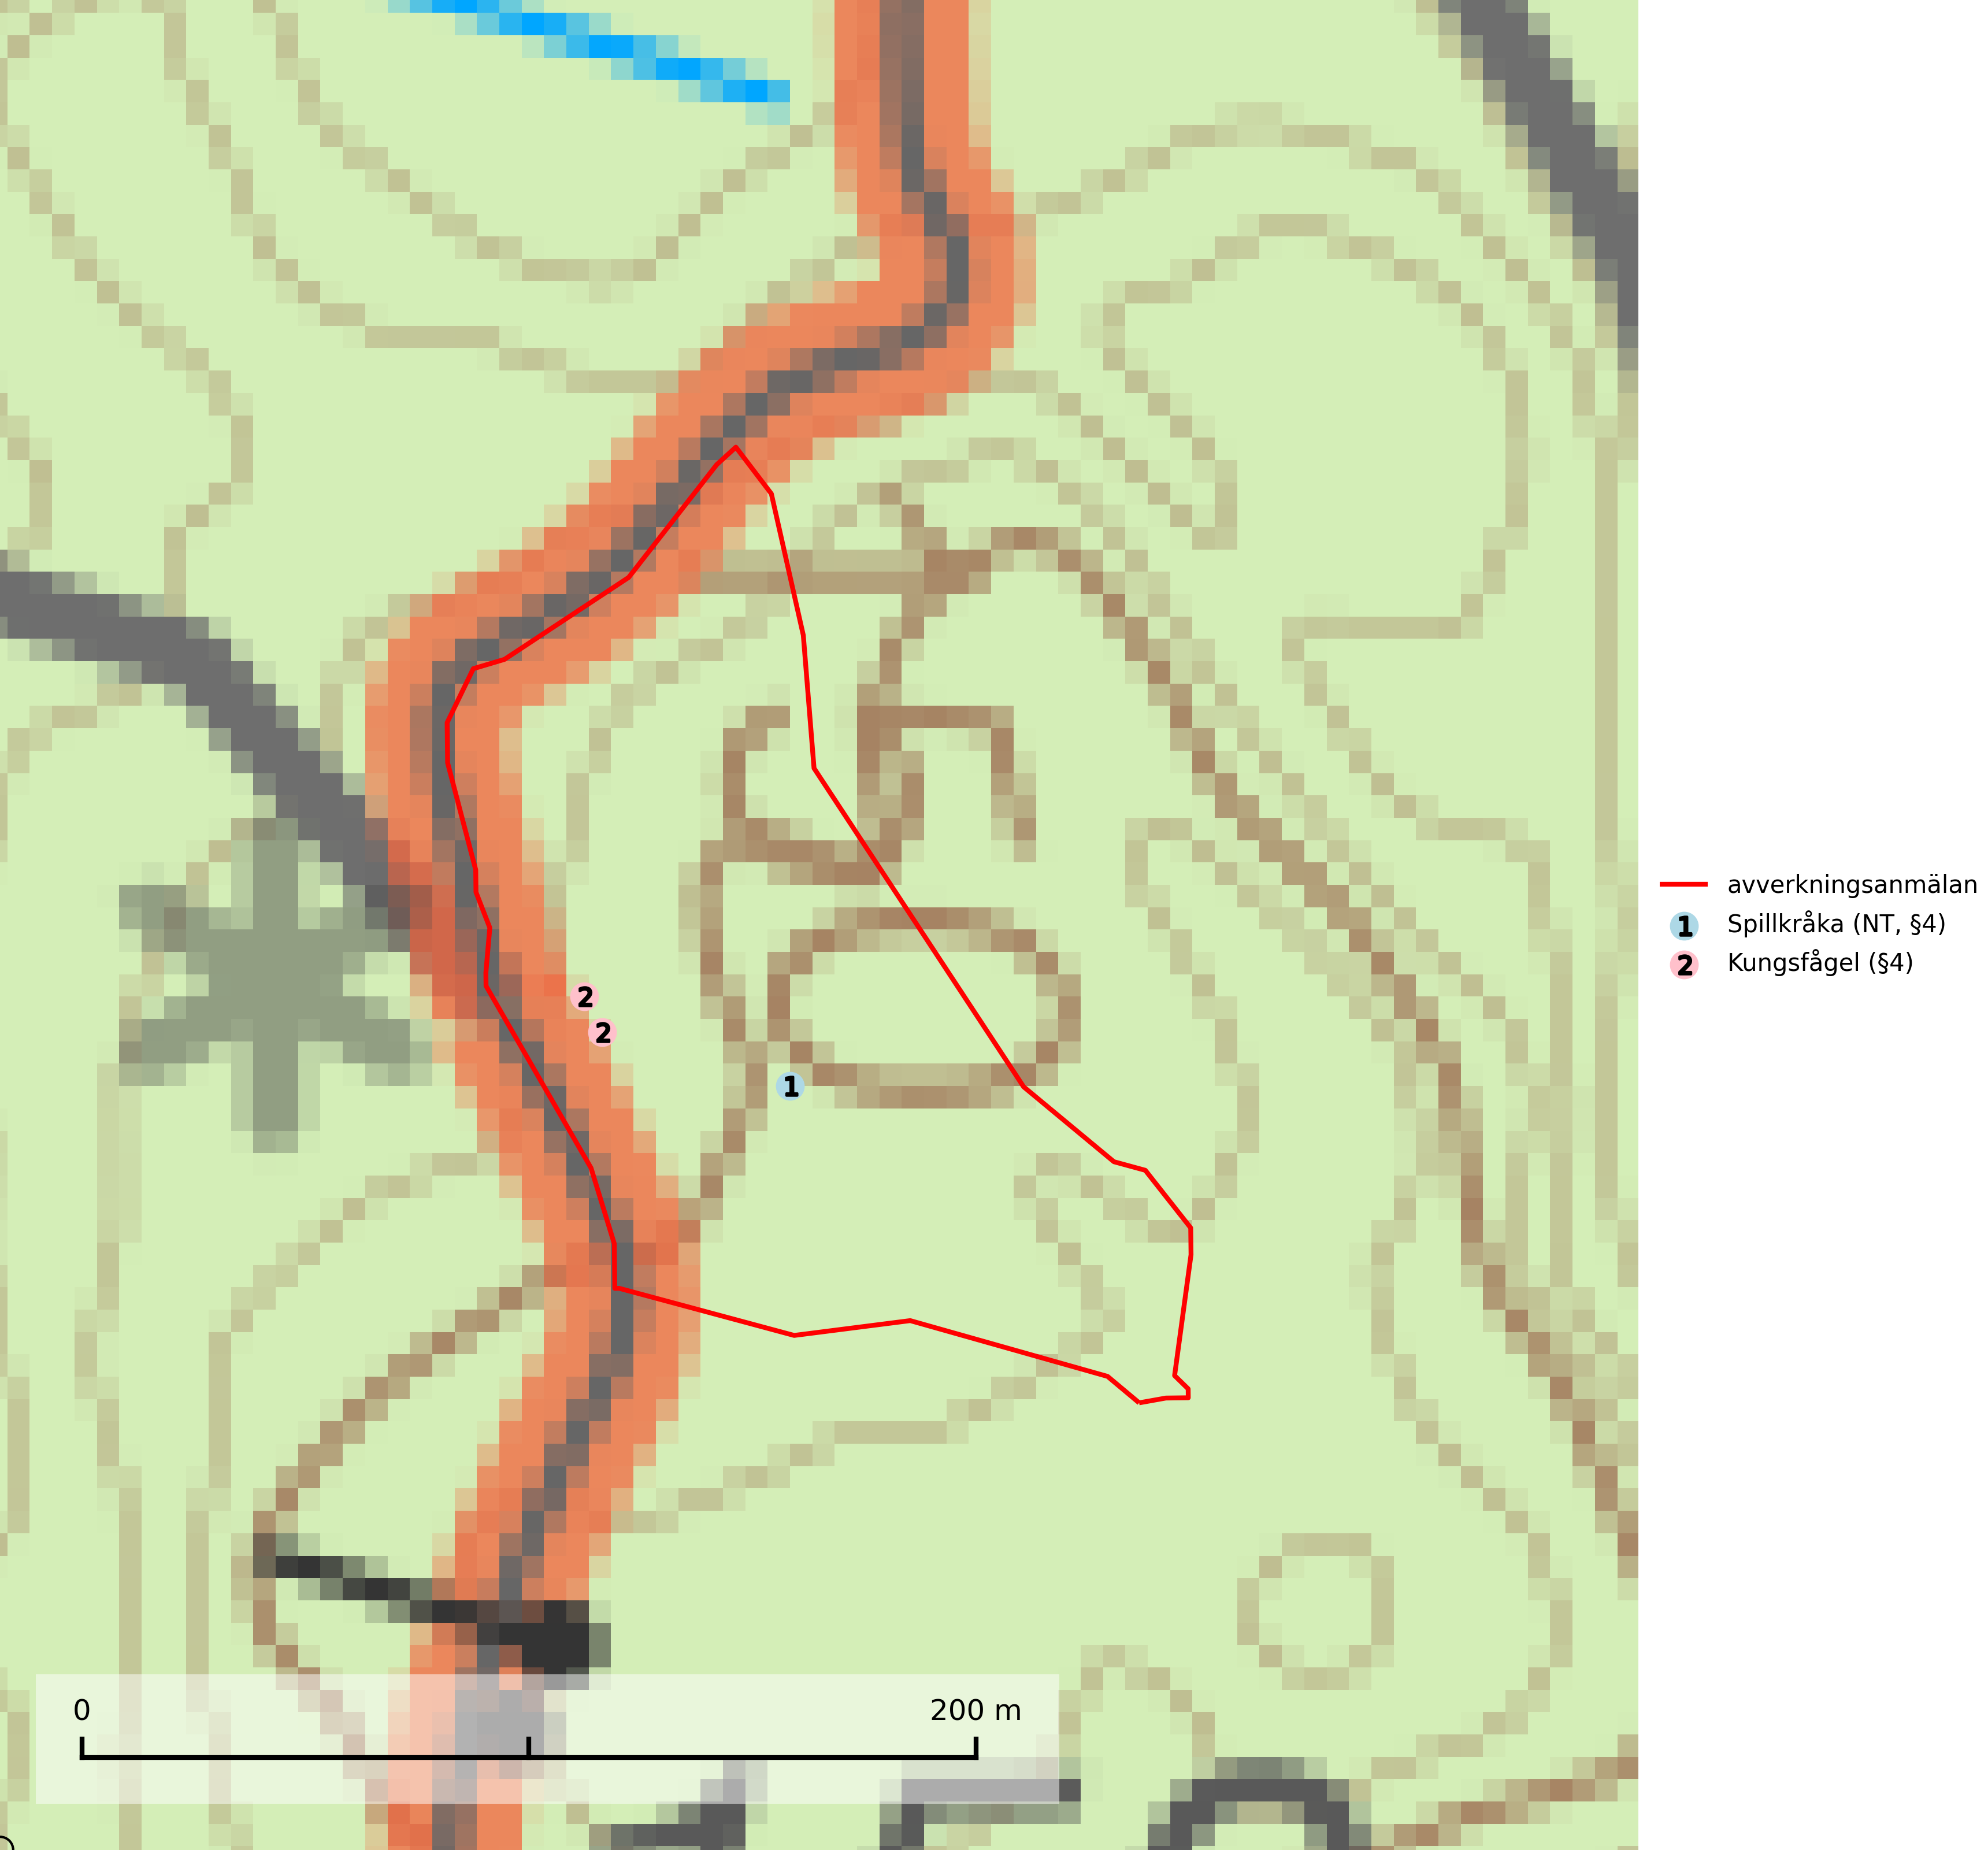 avverkningsanmälan
1 Spillkråka (NT, §4)
2 Kungsfågel (§4)
2
2
1
0 200 m